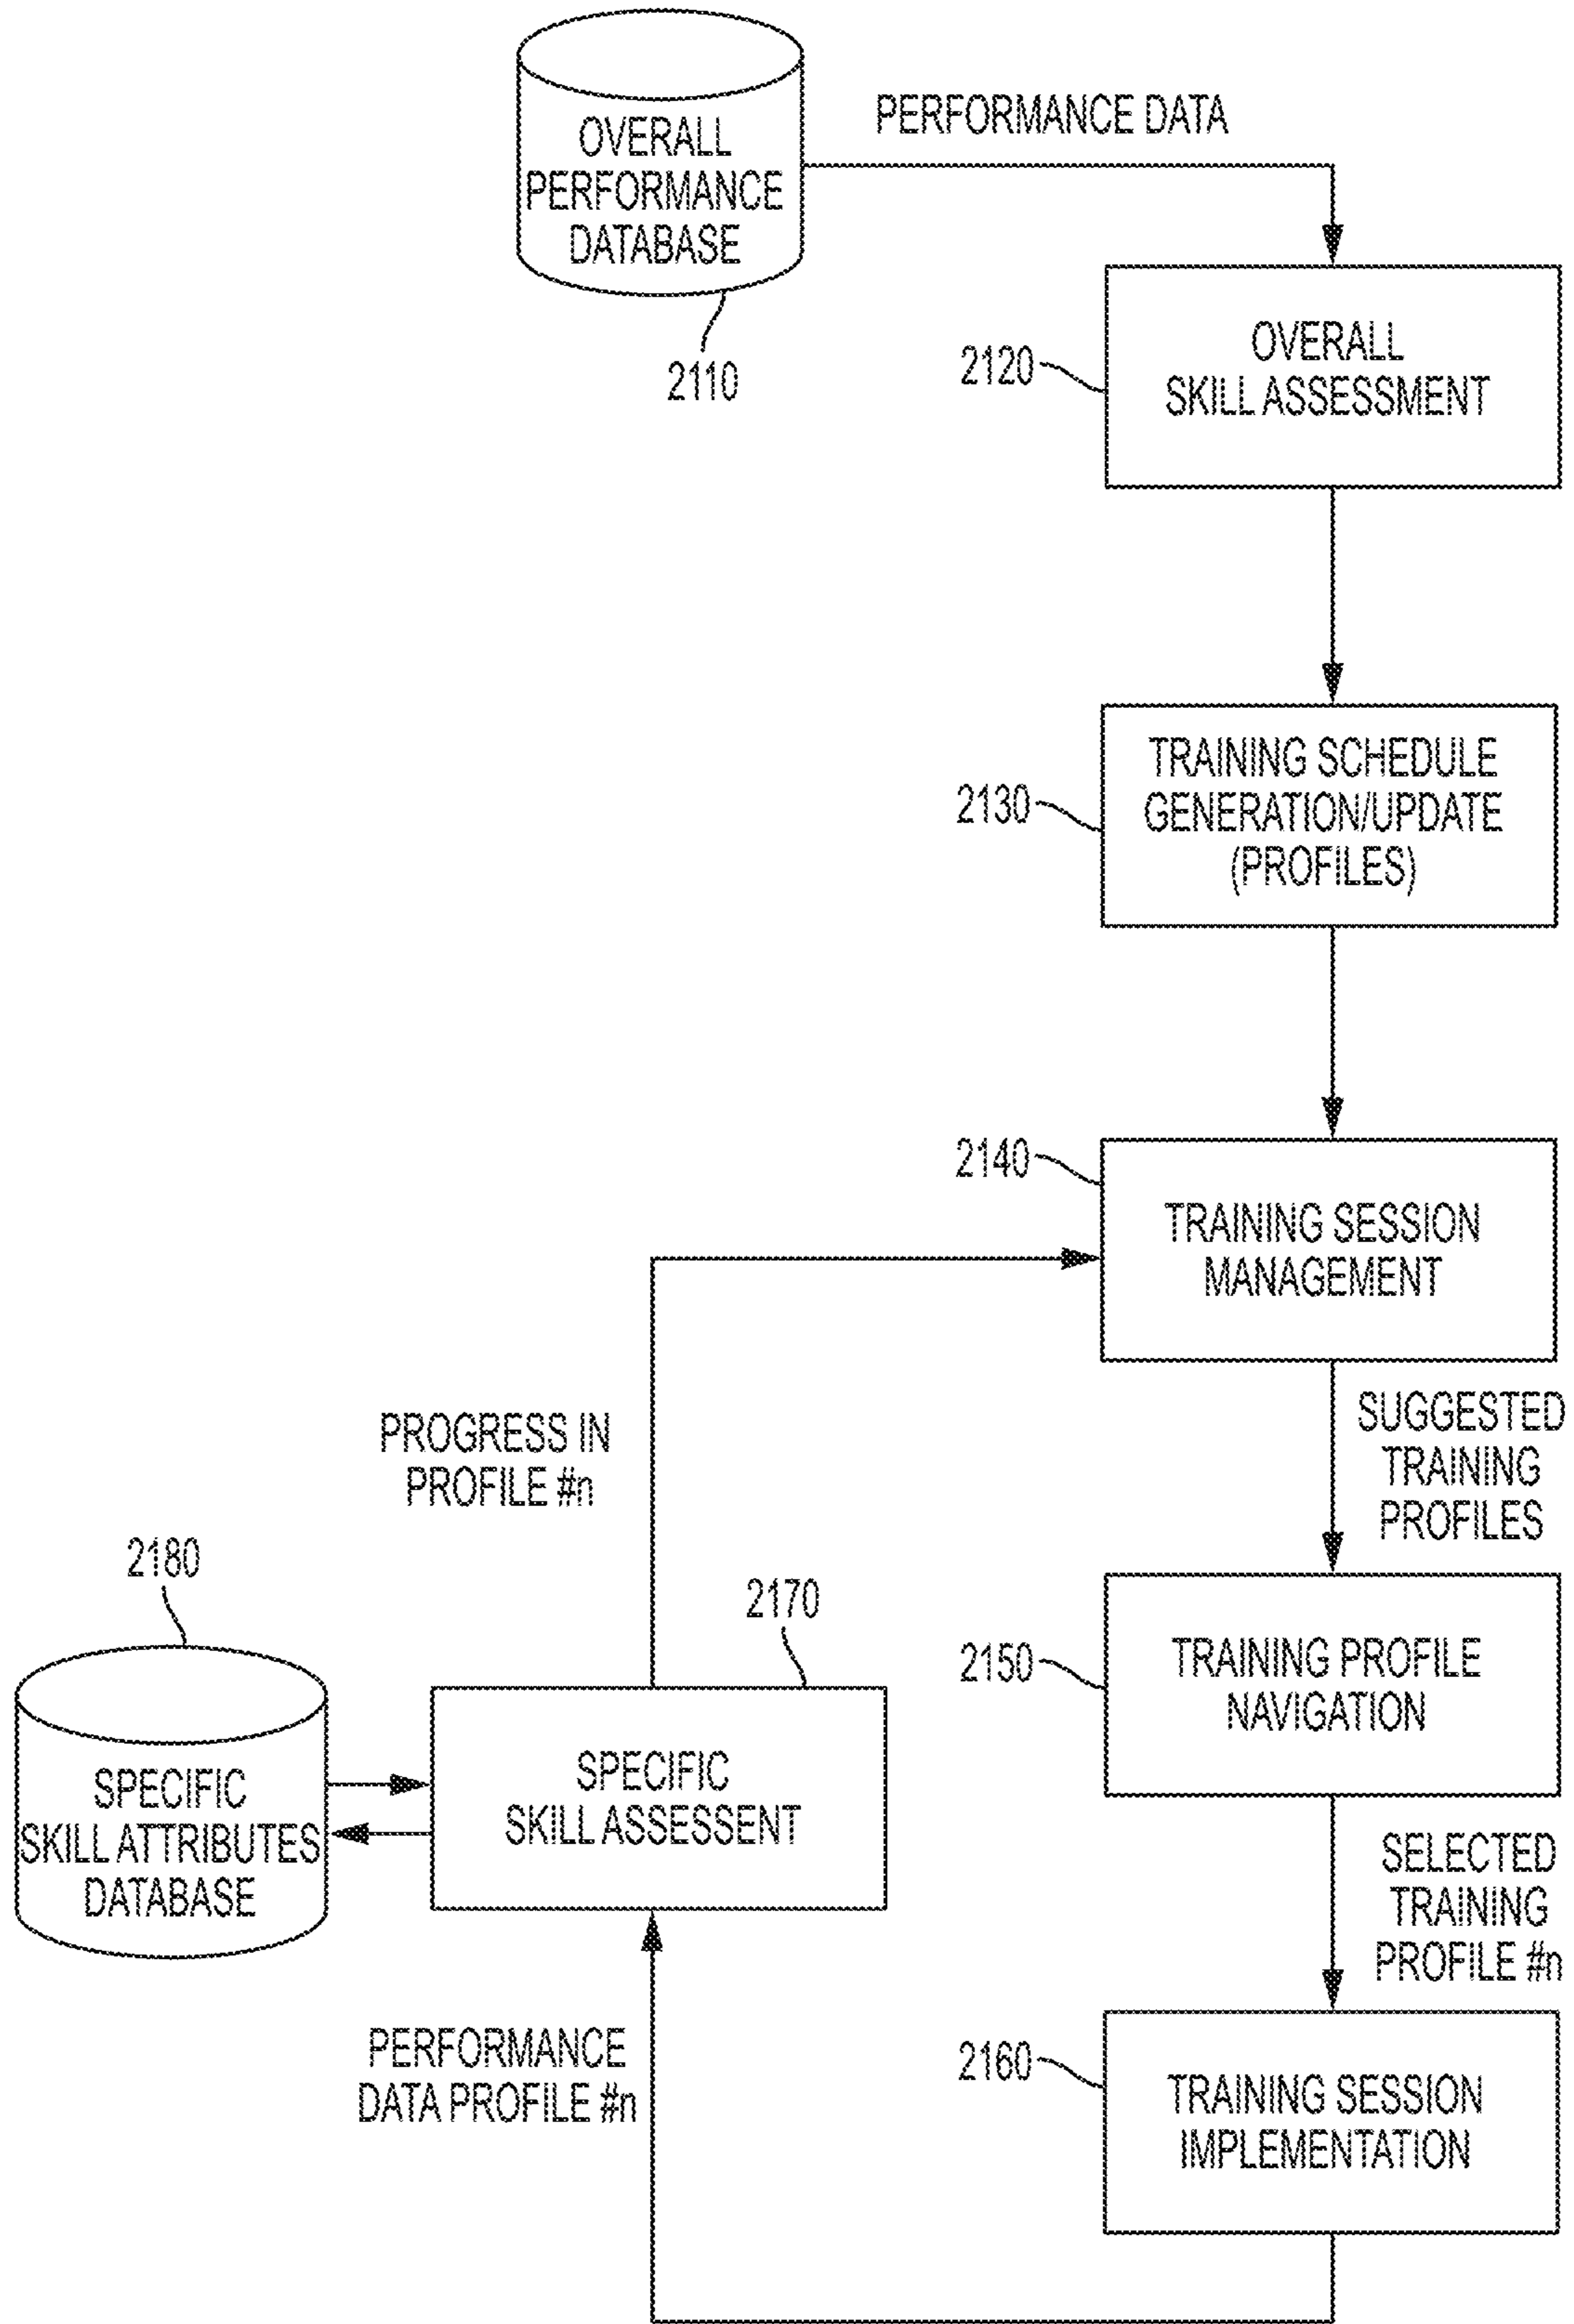 PERFORMANCE DATA
OVERALL
PERFORMANCE
DATABASE
2110
2120
OVERALL
SKILL ASSESSMENT
2130
TRAINING SCHEDULE
GENERATION/UPDATE
(PROFILES)
2140
TRAINING SESSION
MANAGEMENT
PROGRESS IN
PROFILE #n
SUGGESTED
TRAINING
PROFILES
2180
2170
2150
TRAINING PROFILE
NAVIGATION
SPECIFIC
SKILL ATTRIBUTES
DATABASE
SPECIFIC
SKILL ASSESSENT
SELECTED
TRAINING
PROFILE #n
PERFORMANCE
DATA PROFILE #n
2160
TRAINING SESSION
IMPLEMENTATION